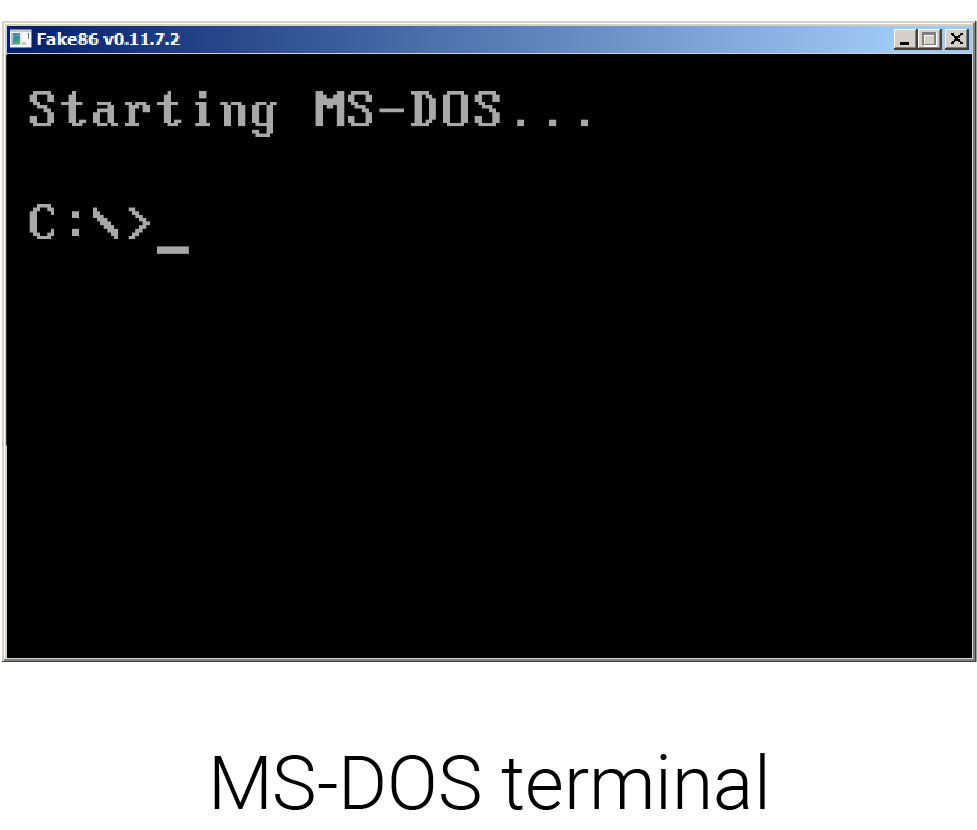 Fake86 v0.11.7.2
Starting MS-DOS...
C:\>_
MS-DOS terminal